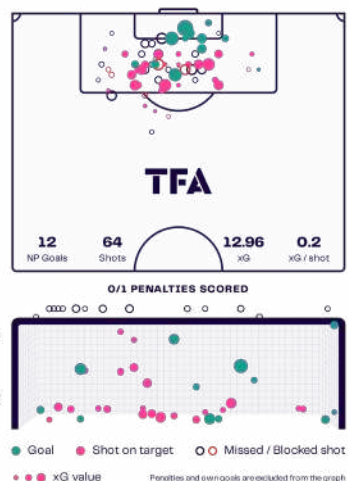 TFA
12 64 12.96 0.2
NP Goals Shots xG xG / shot
0/1 PENALTIES SCORED
Goal Shot on target Missed / Blocked shot
xG value Penalties and own goals are excluded from the graph